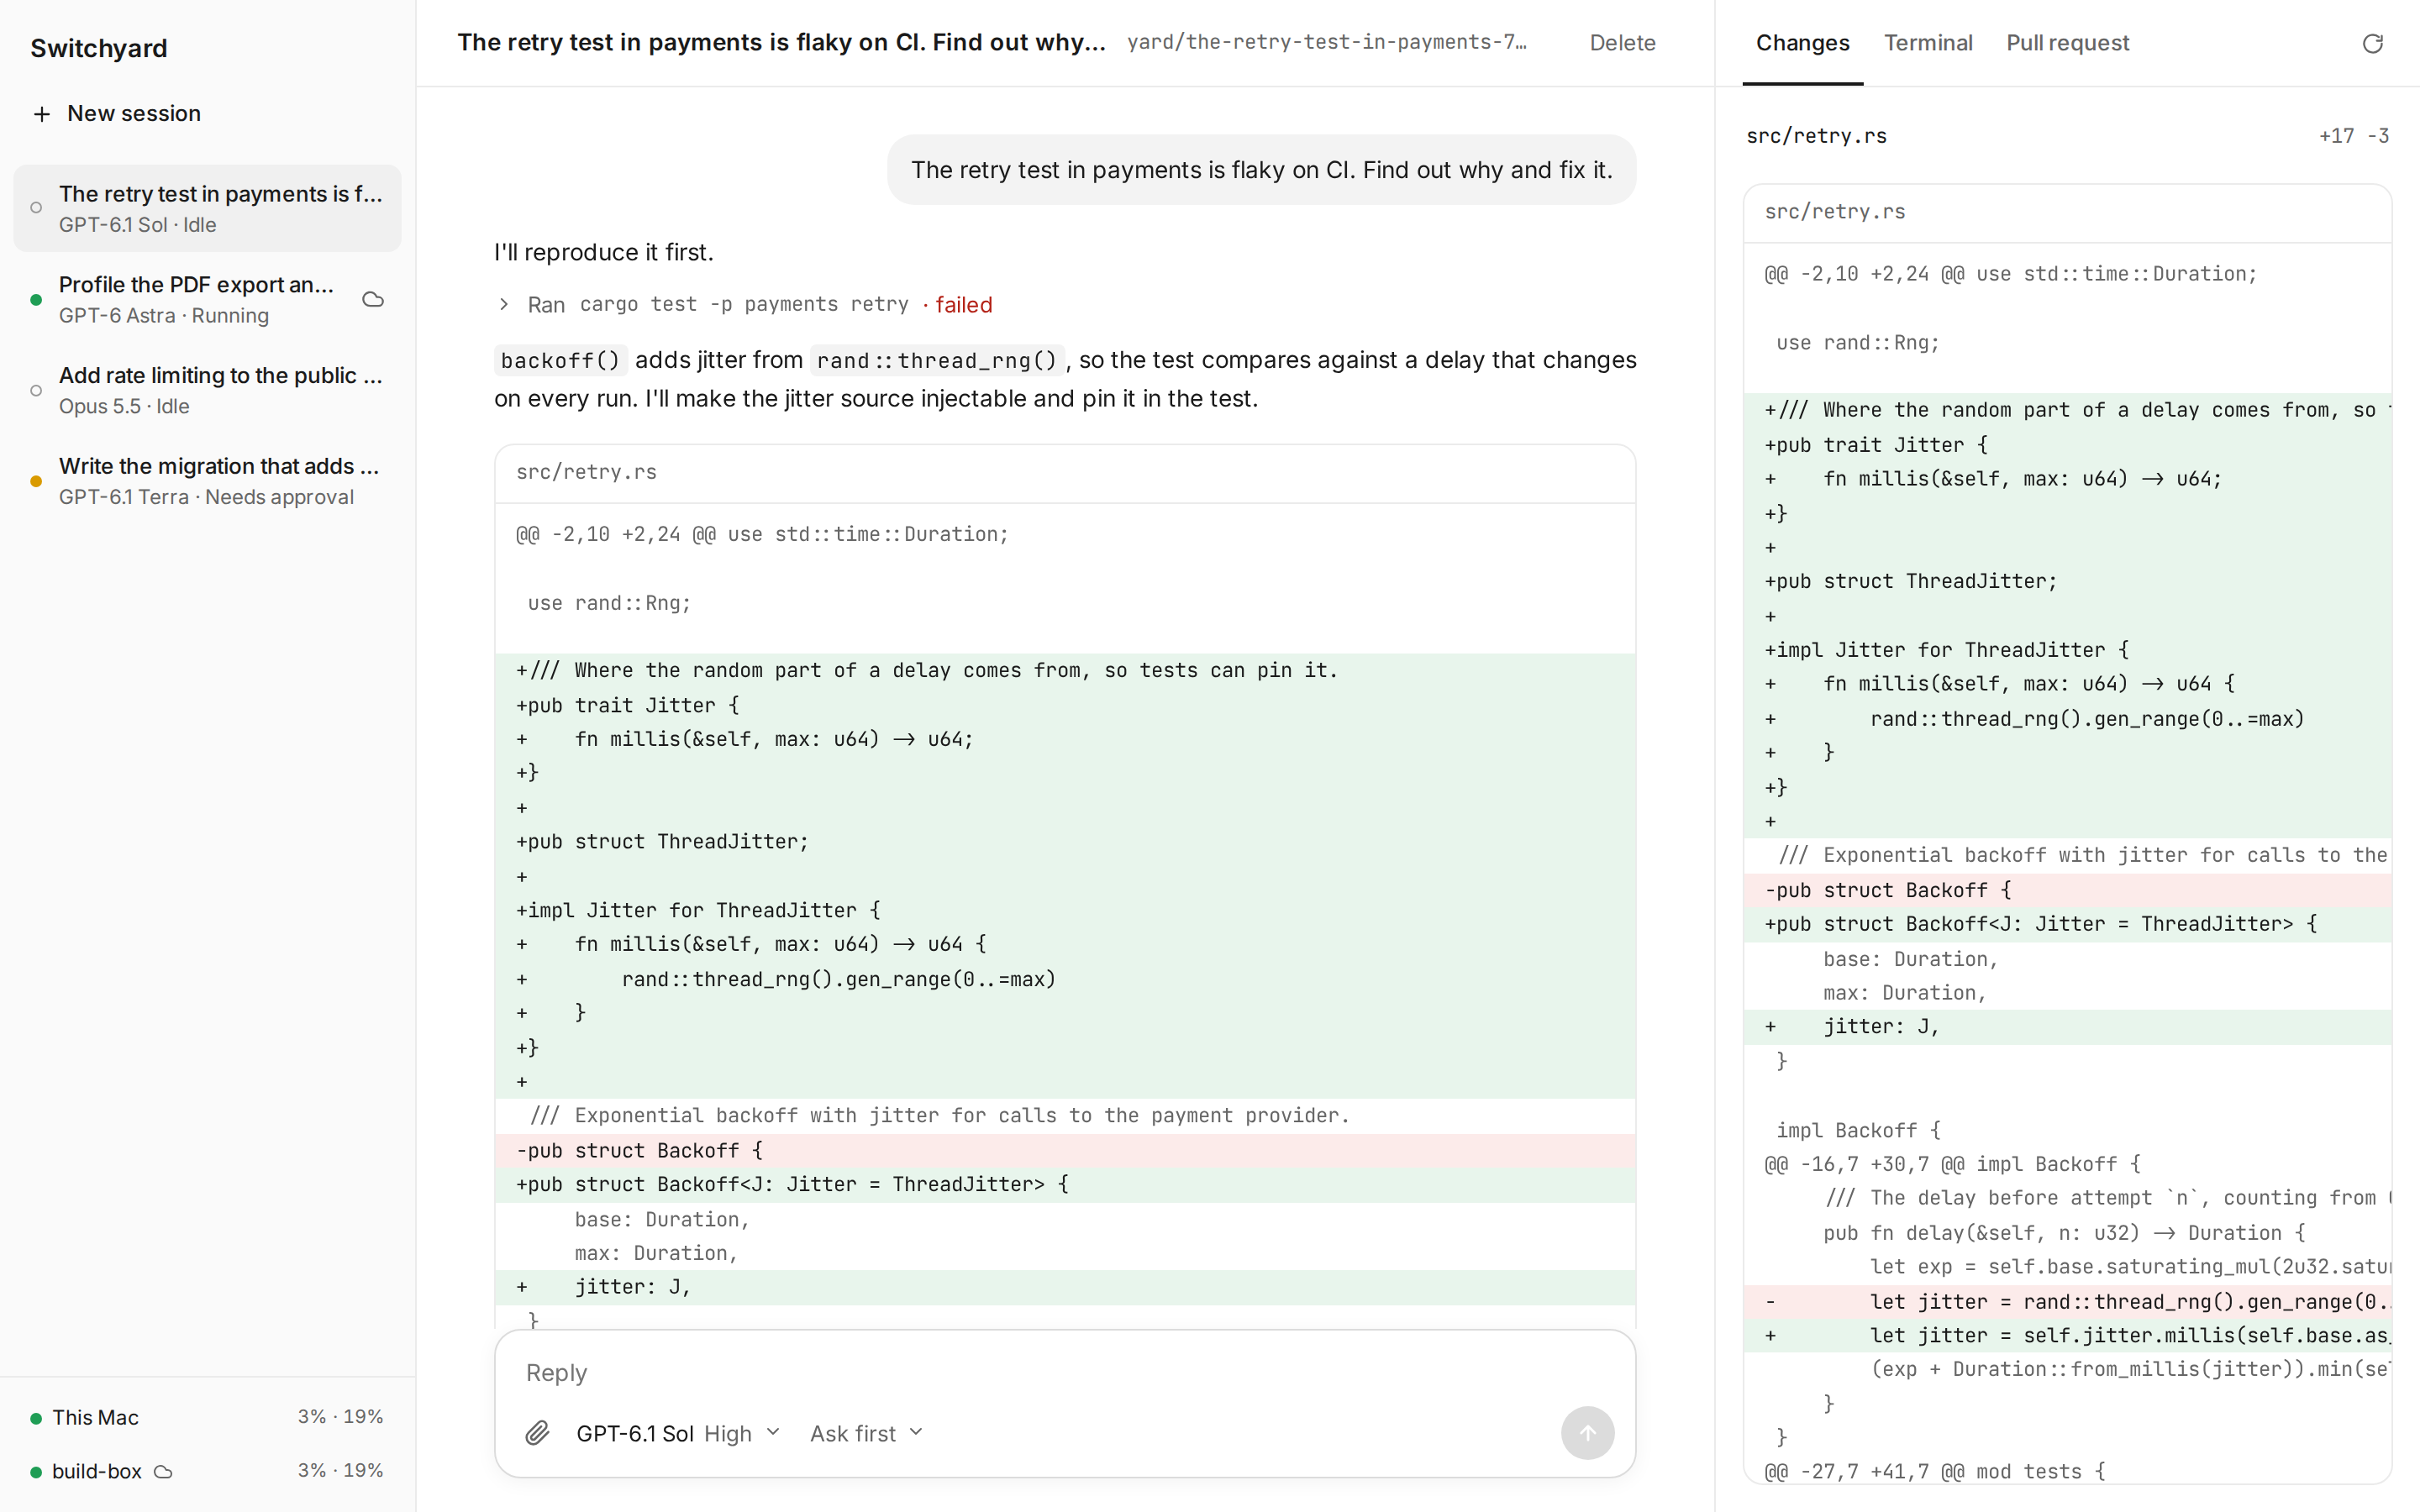 Switchyard
New session
The retry test in payments is f...
GPT-6.1 Sol · Idle
Profile the PDF export an...
GPT-6 Astra · Running
Add rate limiting to the public ...
Opus 5.5 · Idle
Write the migration that adds ...
GPT-6.1 Terra · Needs approval
This Mac 3% · 19%
build-box 3% · 19%
The retry test in payments is flaky on CI. Find out why... yard/the-retry-test-in-payments-7... Delete
The retry test in payments is flaky on CI. Find out why and fix it.
I'll reproduce it first.
Ran cargo test -p payments retry · failed
backoff() adds jitter from rand::thread_rng(), so the test compares against a delay that changes
on every run. I'll make the jitter source injectable and pin it in the test.
src/retry.rs
@@ -2,10 +2,24 @@ use std::time::Duration;
 use rand::Rng;
+/// Where the random part of a delay comes from, so tests can pin it.
+pub trait Jitter {
+    fn millis(&self, max: u64) -> u64;
+}
+
+pub struct ThreadJitter;
+
+impl Jitter for ThreadJitter {
+    fn millis(&self, max: u64) -> u64 {
+        rand::thread_rng().gen_range(0..=max)
+    }
+}
+
 /// Exponential backoff with jitter for calls to the payment provider.
-pub struct Backoff {
+pub struct Backoff<J: Jitter = ThreadJitter> {
     base: Duration,
     max: Duration,
+    jitter: J,
 }
Reply
GPT-6.1 Sol High Ask first
Changes Terminal Pull request
src/retry.rs +17 -3
src/retry.rs
@@ -2,10 +2,24 @@ use std::time::Duration;
 use rand::Rng;
+/// Where the random part of a delay comes from, so
+pub trait Jitter {
+    fn millis(&self, max: u64) -> u64;
+}
+
+pub struct ThreadJitter;
+
+impl Jitter for ThreadJitter {
+    fn millis(&self, max: u64) -> u64 {
+        rand::thread_rng().gen_range(0..=max)
+    }
+}
+
 /// Exponential backoff with jitter for calls to the
-pub struct Backoff {
+pub struct Backoff<J: Jitter = ThreadJitter> {
     base: Duration,
     max: Duration,
+    jitter: J,
 }
 impl Backoff {
@@ -16,7 +30,7 @@ impl Backoff {
     /// The delay before attempt `n`, counting from
     pub fn delay(&self, n: u32) -> Duration {
         let exp = self.base.saturating_mul(2u32.satu
-        let jitter = rand::thread_rng().gen_range(0.
+        let jitter = self.jitter.millis(self.base.as_
         (exp + Duration::from_millis(jitter)).min(se
     }
 }
@@ -27,7 +41,7 @@ mod tests {